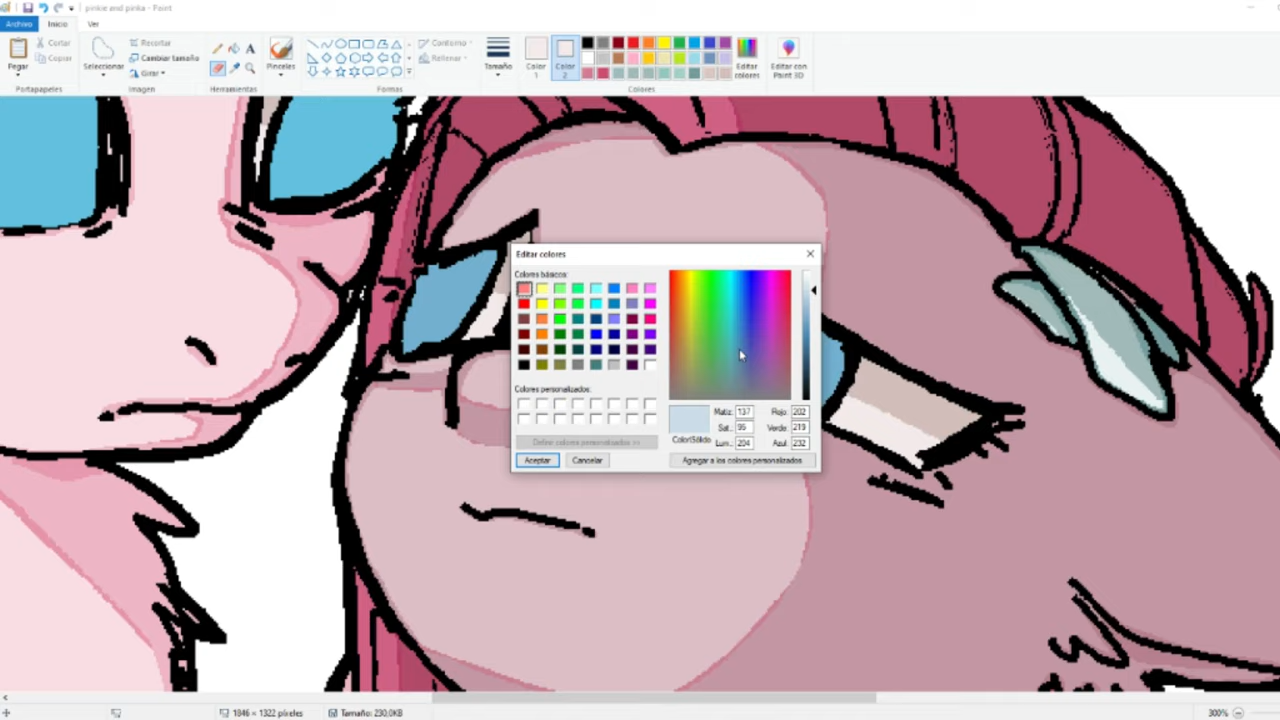 pinkie and pinka - Paint
Archivo Inicio Ver
Pegar
Cortar
Copiar
Portapapeles
Seleccionar
Recortar
Cambiar tamaño
Girar
Imagen
A
Herramientas
Pinceles
Contorno
Rellenar
Formas
Tamaño
Color
1
Color
2
Editar
colores
Colores
Editar con
Paint 3D
Editar colores
Colores básicos:
Colores personalizados:
Definir colores personalizados >>
Aceptar Cancelar
Color|Sólido
Matiz: 137 Rojo: 202
Sat.: 95 Verde: 219
Lum.: 204 Azul: 232
Agregar a los colores personalizados
1846 × 1322 píxeles Tamaño: 230,0KB 300%